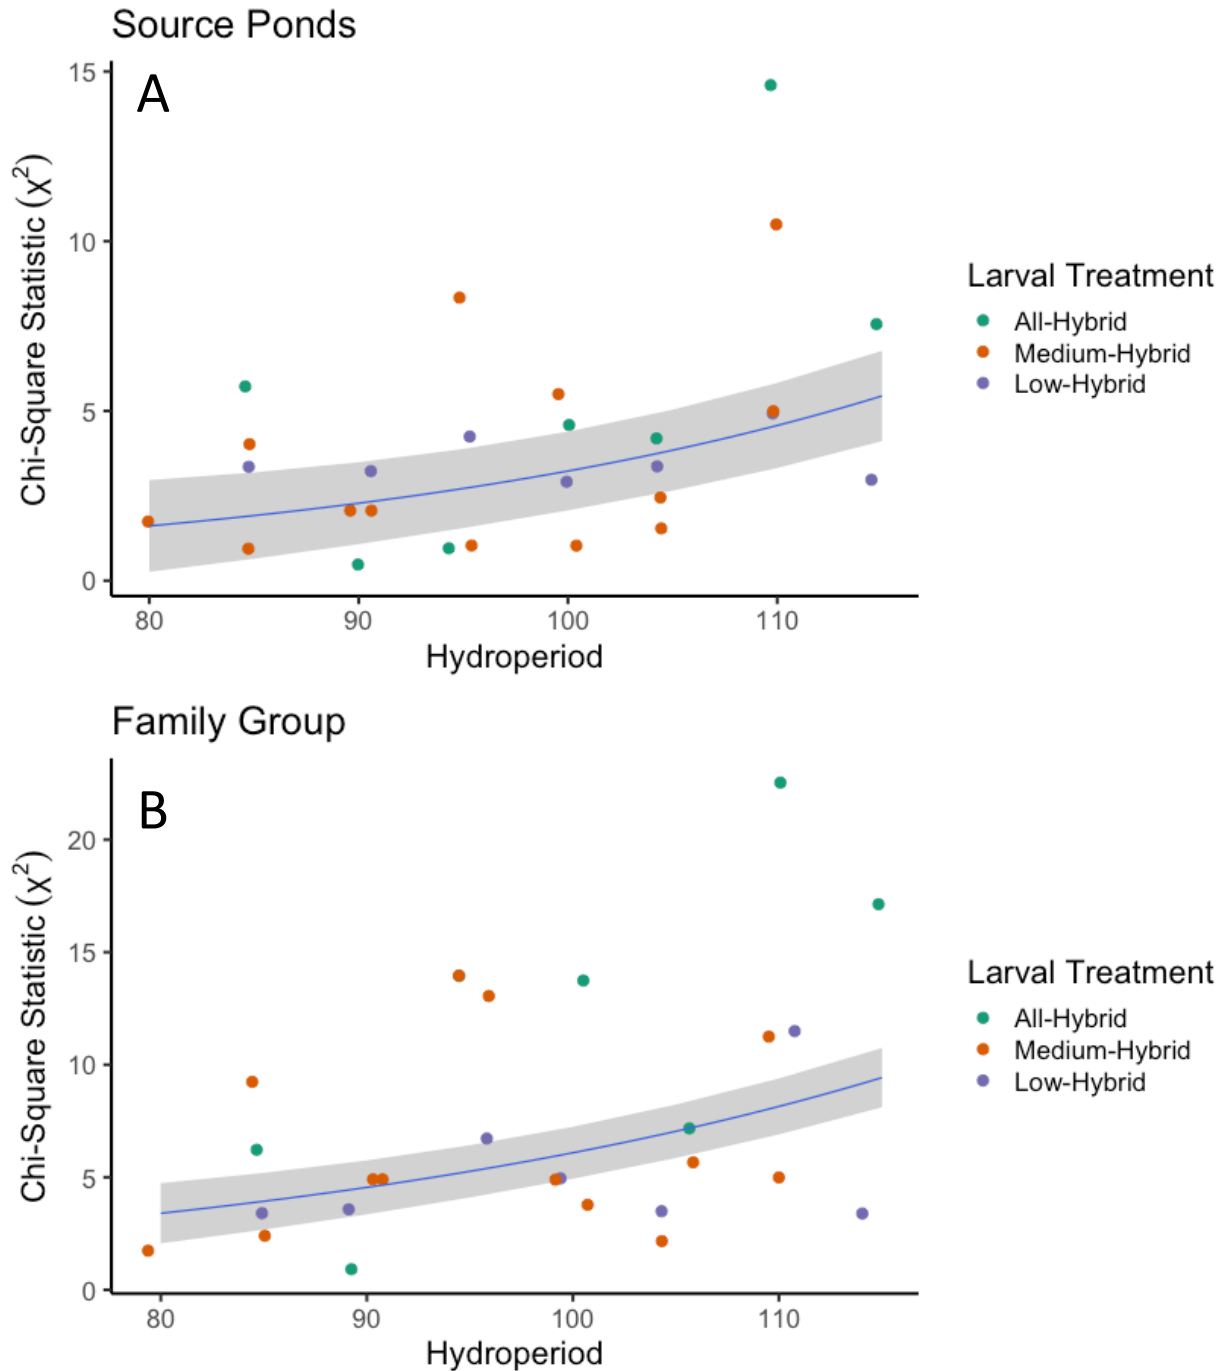 Source Ponds
A
15
10
5
0
80 90 100 110
Hydroperiod
Chi-Square Statistic (χ²)
Larval Treatment
All-Hybrid
Medium-Hybrid
Low-Hybrid
Family Group
B
20
15
10
5
0
80 90 100 110
Hydroperiod
Chi-Square Statistic (χ²)
Larval Treatment
All-Hybrid
Medium-Hybrid
Low-Hybrid